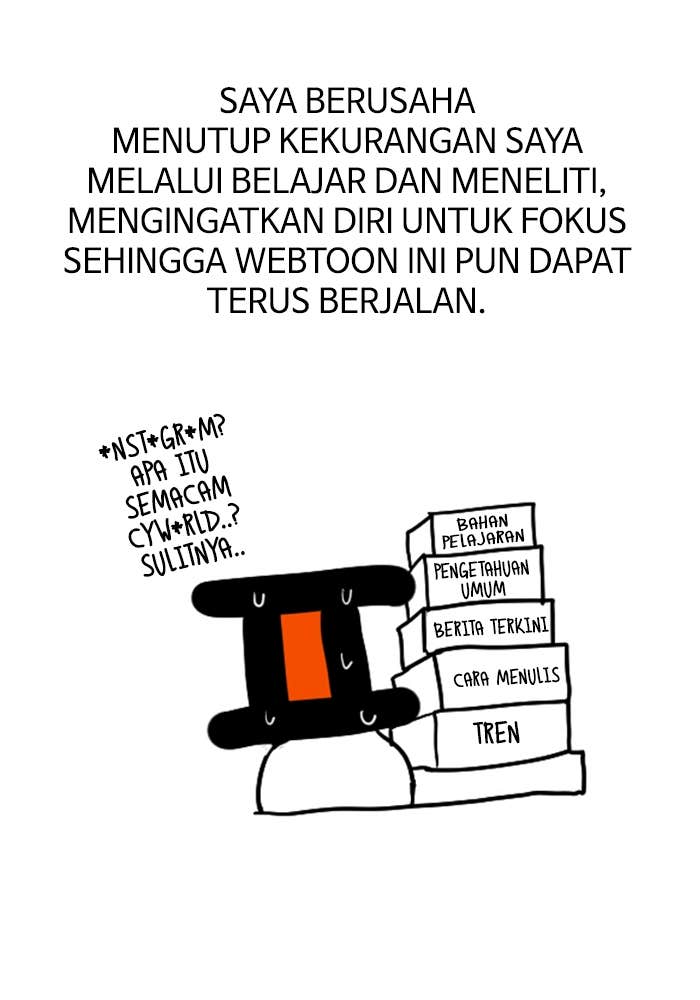 SAYA BERUSAHA
MENUTUP KEKURANGAN SAYA
MELALUI BELAJAR DAN MENELITI,
MENGINGATKAN DIRI UNTUK FOKUS
SEHINGGA WEBTOON INI PUN DAPAT
TERUS BERJALAN.
*NST*GR*M?
APA ITU
SEMACAM
CYW*RLD..?
SULITNYA..
BAHAN
PELAJARAN
PENGETAHUAN
UMUM
BERITA TERKINI
CARA MENULIS
TREN